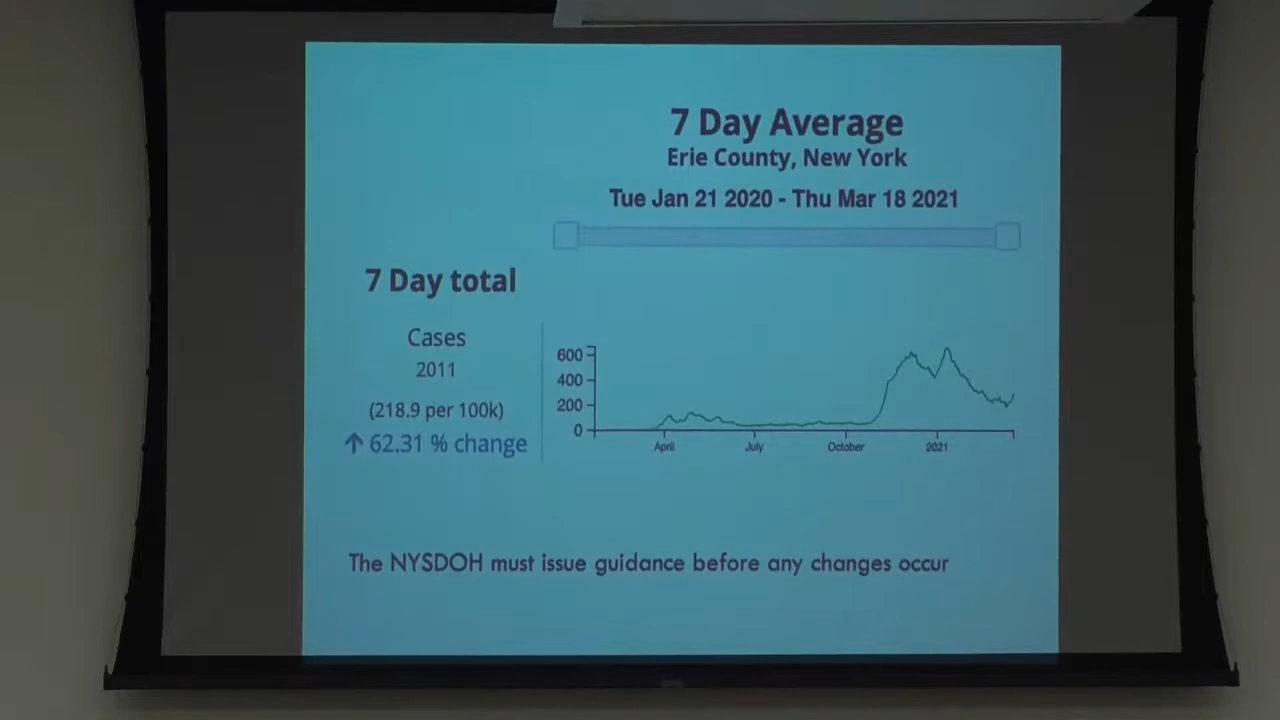 7 Day Average
Erie County, New York
Tue Jan 21 2020 - Thu Mar 18 2021
7 Day total
Cases
2011
(218.9 per 100k)
↑ 62.31 % change
600
400
200
0
April July October 2021
The NYSDOH must issue guidance before any changes occur